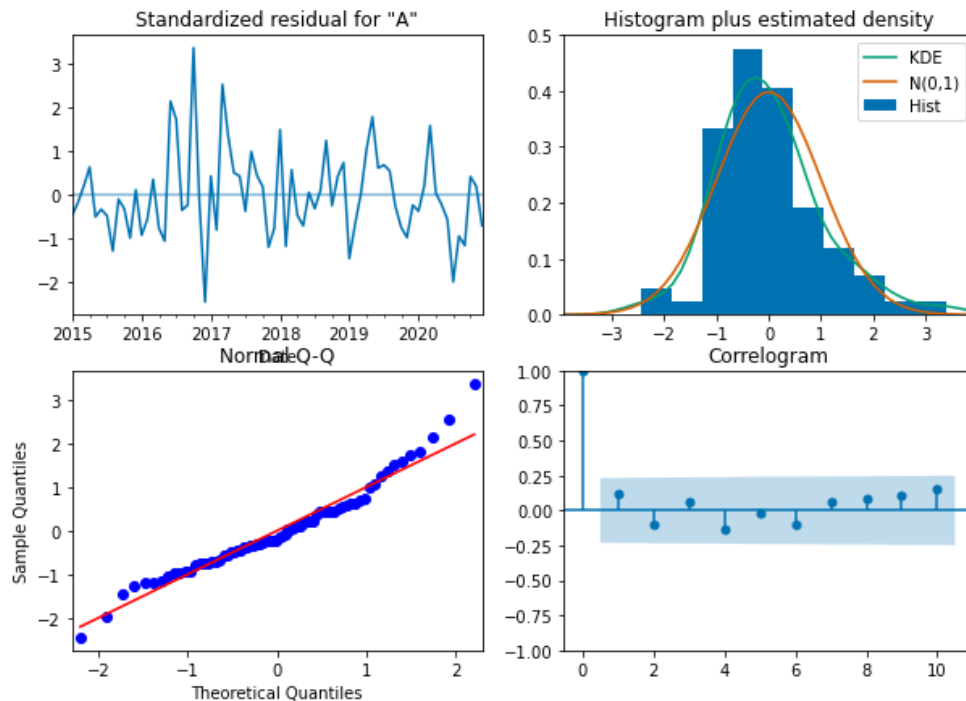 Standardized residual for "A"
3
2
1
0
−1
−2
2015 2016 2017 2018 2019 2020
Date
Histogram plus estimated density
0.5
0.4
0.3
0.2
0.1
0.0
KDE
N(0,1)
Hist
−3 −2 −1 0 1 2 3
Normal Q-Q
Sample Quantiles
3
2
1
0
−1
−2
−2 −1 0 1 2
Theoretical Quantiles
Correlogram
1.00
0.75
0.50
0.25
0.00
−0.25
−0.50
−0.75
−1.00
0 2 4 6 8 10